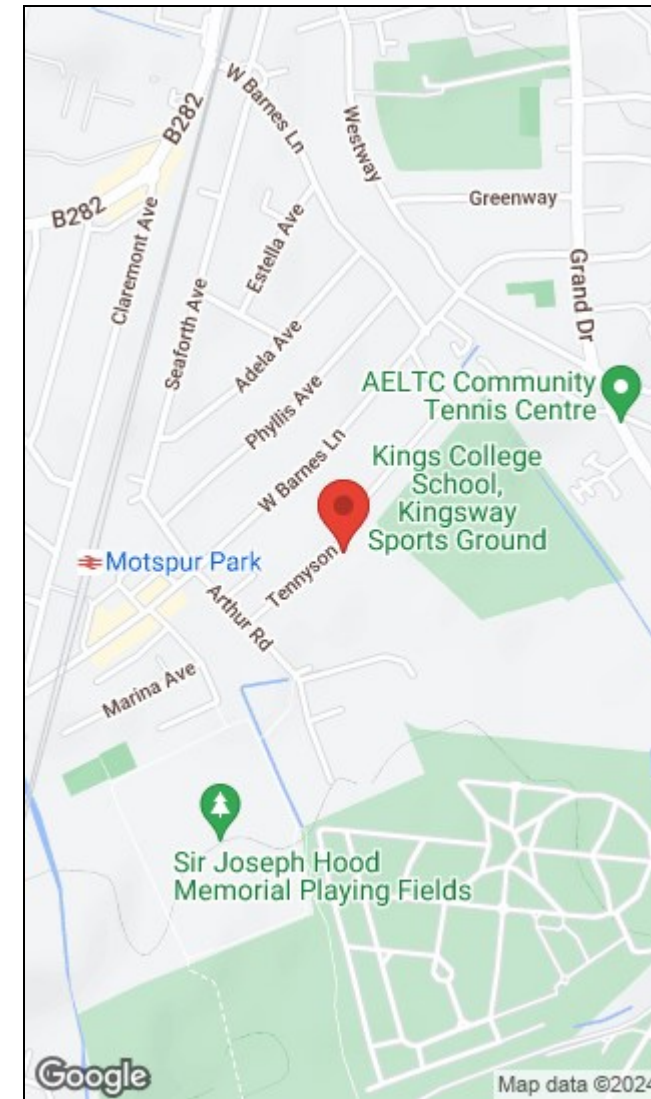 W Barnes Ln
B282
Westway
B282
Greenway
Claremont Ave
Estella Ave
Grand Dr
Seaforth Ave
Adela Ave
AELTC Community
Tennis Centre
Phyllis Ave
W Barnes Ln
Kings College
School,
Kingsway
Sports Ground
Motspur Park
Tennyson
Arthur Rd
Marina Ave
Sir Joseph Hood
Memorial Playing Fields
Google
Map data ©2024